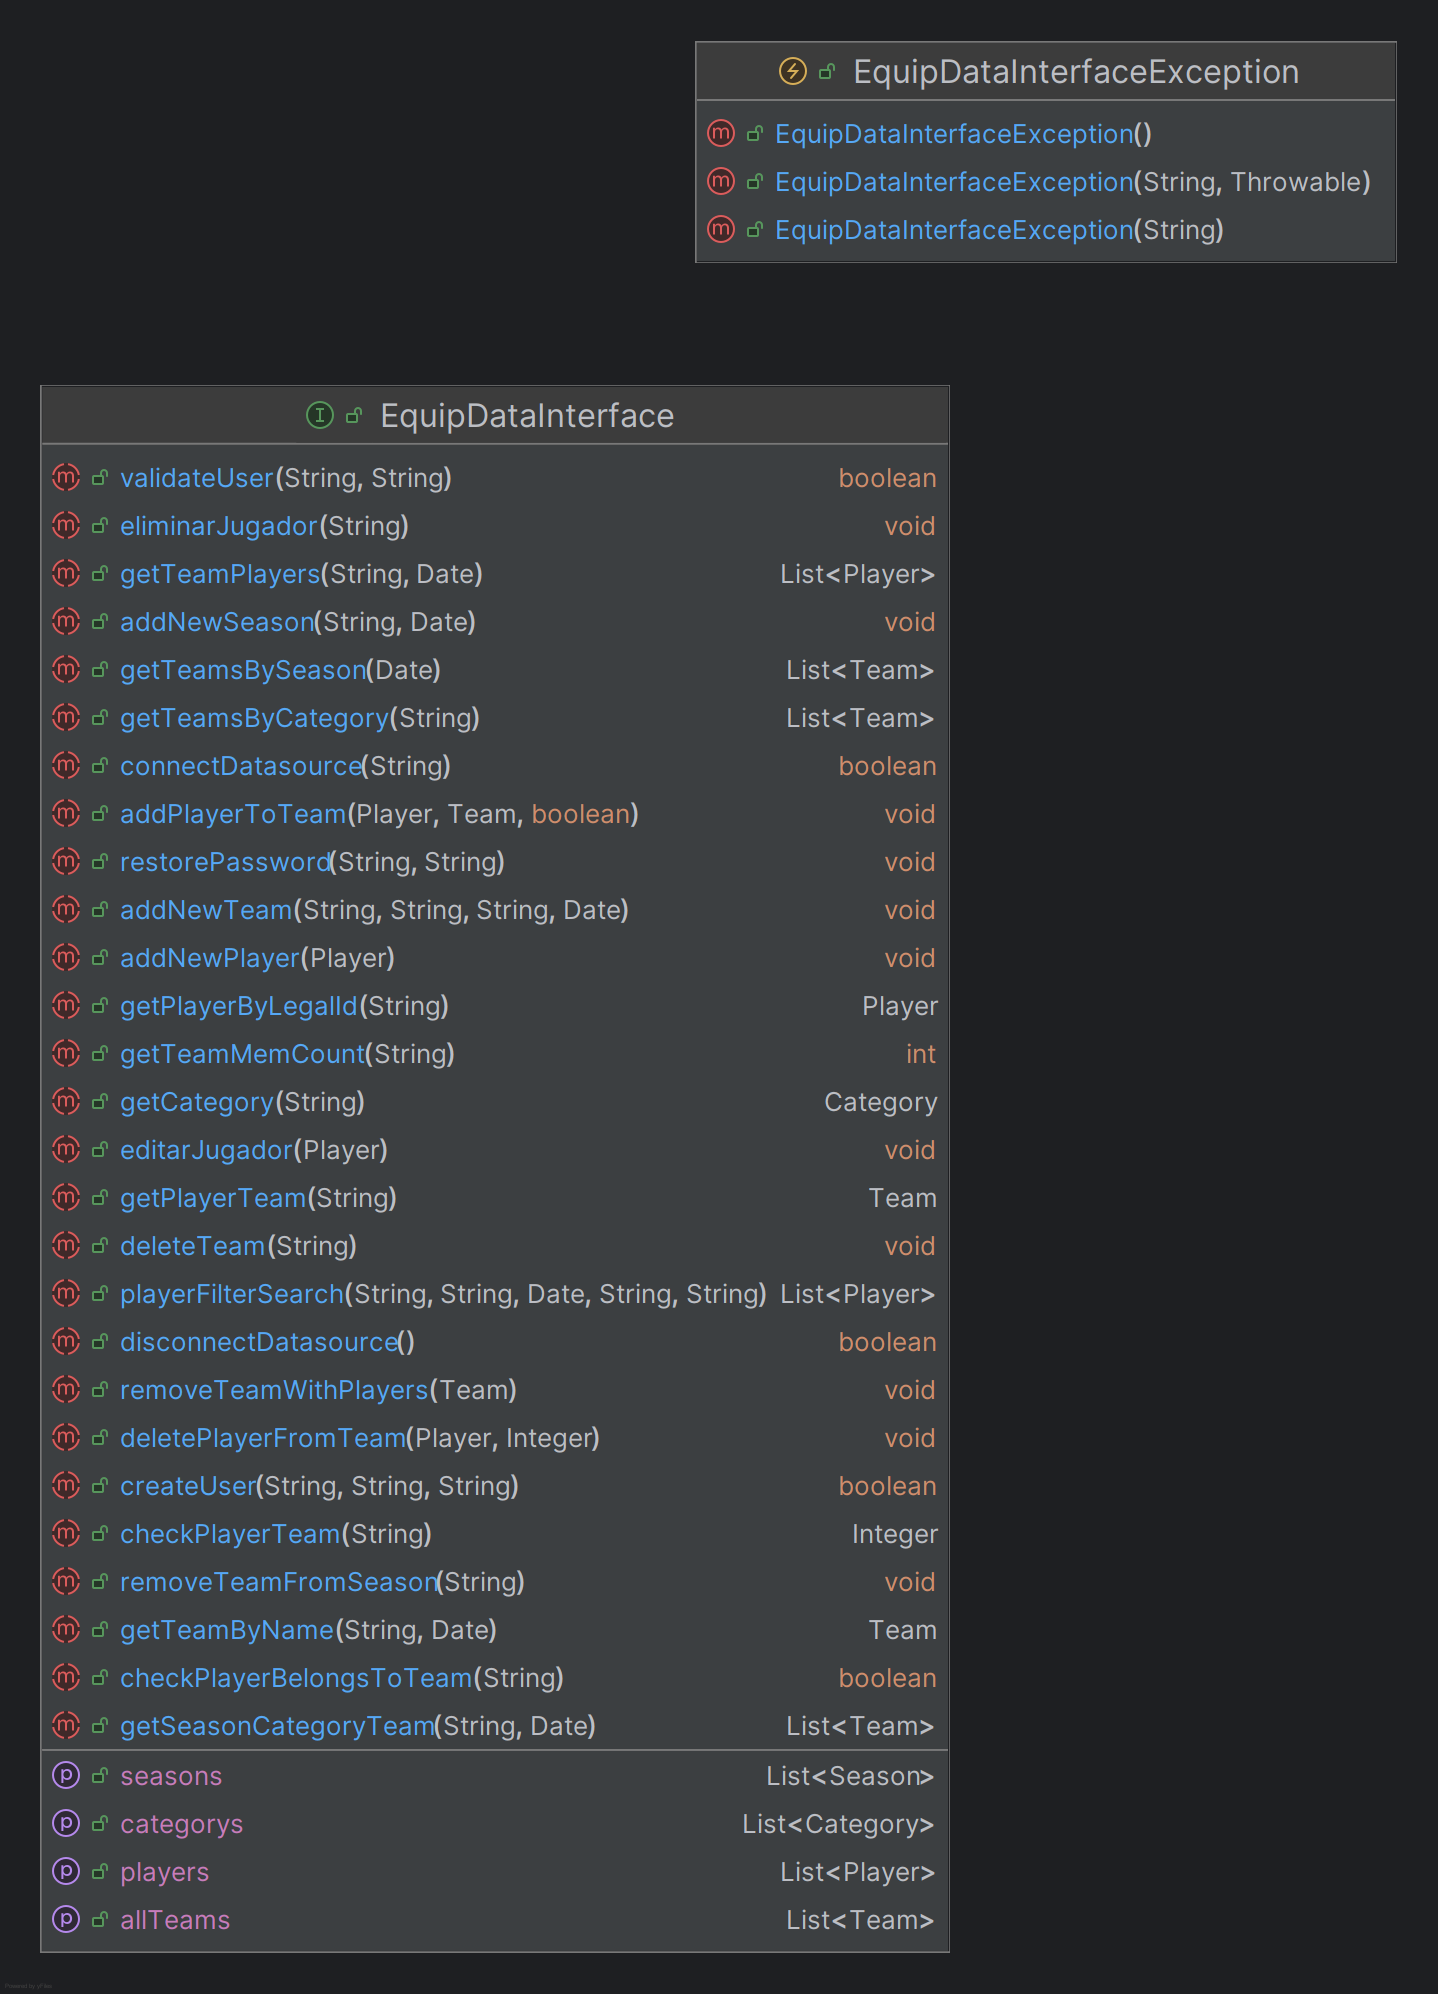 EquipDataInterfaceException
EquipDataInterfaceException()
EquipDataInterfaceException(String, Throwable)
EquipDataInterfaceException(String)
EquipDataInterface
validateUser(String, String) boolean
eliminarJugador(String) void
getTeamPlayers(String, Date) List<Player>
addNewSeason(String, Date) void
getTeamsBySeason(Date) List<Team>
getTeamsByCategory(String) List<Team>
connectDatasource(String) boolean
addPlayerToTeam(Player, Team, boolean) void
restorePassword(String, String) void
addNewTeam(String, String, String, Date) void
addNewPlayer(Player) void
getPlayerByLegalId(String) Player
getTeamMemCount(String) int
getCategory(String) Category
editarJugador(Player) void
getPlayerTeam(String) Team
deleteTeam(String) void
playerFilterSearch(String, String, Date, String, String) List<Player>
disconnectDatasource() boolean
removeTeamWithPlayers(Team) void
deletePlayerFromTeam(Player, Integer) void
createUser(String, String, String) boolean
checkPlayerTeam(String) Integer
removeTeamFromSeason(String) void
getTeamByName(String, Date) Team
checkPlayerBelongsToTeam(String) boolean
getSeasonCategoryTeam(String, Date) List<Team>
seasons List<Season>
categorys List<Category>
players List<Player>
allTeams List<Team>
Powered by yFiles